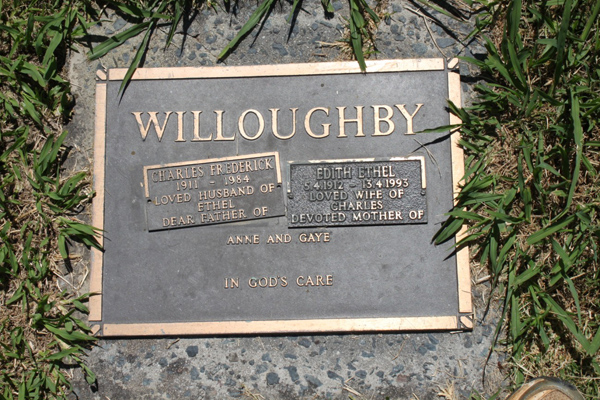 WILLOUGHBY
CHARLES FREDERICK
1911 - 1984
LOVED HUSBAND OF
ETHEL
DEAR FATHER OF
EDITH ETHEL
5.4.1912 - 13.4.1993
LOVED WIFE OF
CHARLES
DEVOTED MOTHER OF
ANNE AND GAYE
IN GOD'S CARE